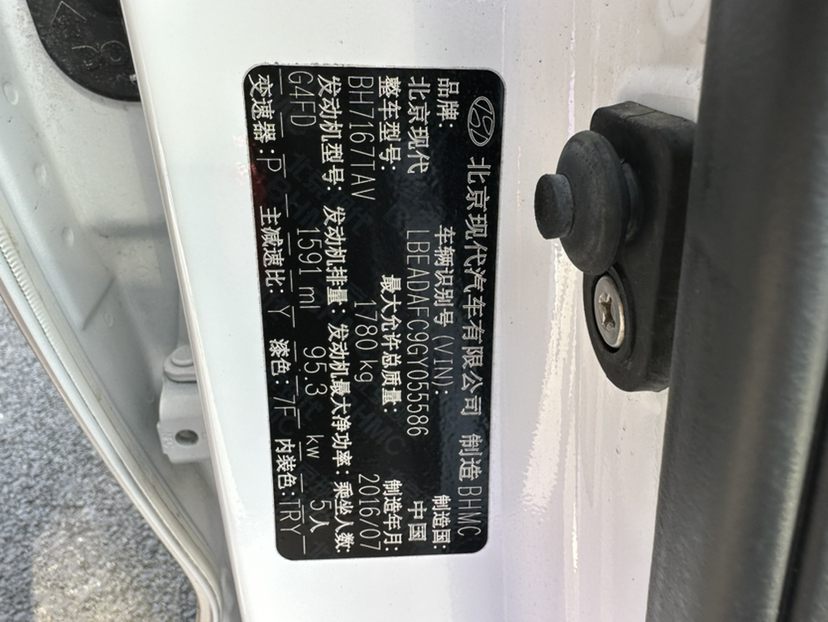 北京现代汽车有限公司 制造 BHMC
品牌: 车辆识别号 (VIN): 制造国:
北京现代 LBEADAFC9GY055586 中国
整车型号: 最大允许总质量: 制造年月:
BH7167TAV 1780 kg 2016/07
发动机型号: 发动机排量: 发动机最大净功率: 乘坐人数:
G4FD 1591 ml 95.3 kw 5人
变速器: P 主减速比: Y 漆色: 7FC 内装色: TRY